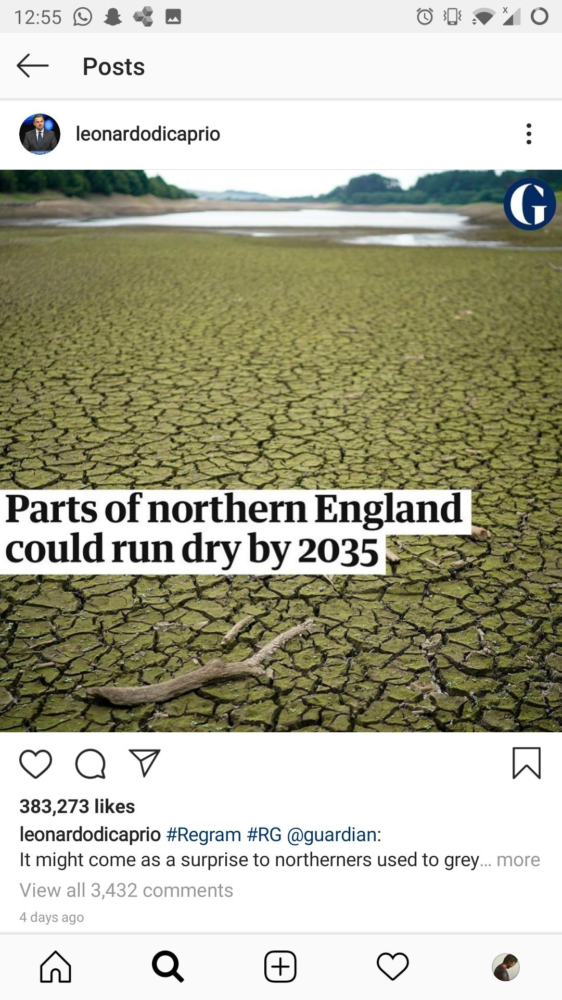 12:55
x
Posts
leonardodicaprio
G
Parts of northern England
could run dry by 2035
383,273 likes
leonardodicaprio #Regram #RG @guardian:
It might come as a surprise to northerners used to grey... more
View all 3,432 comments
4 days ago